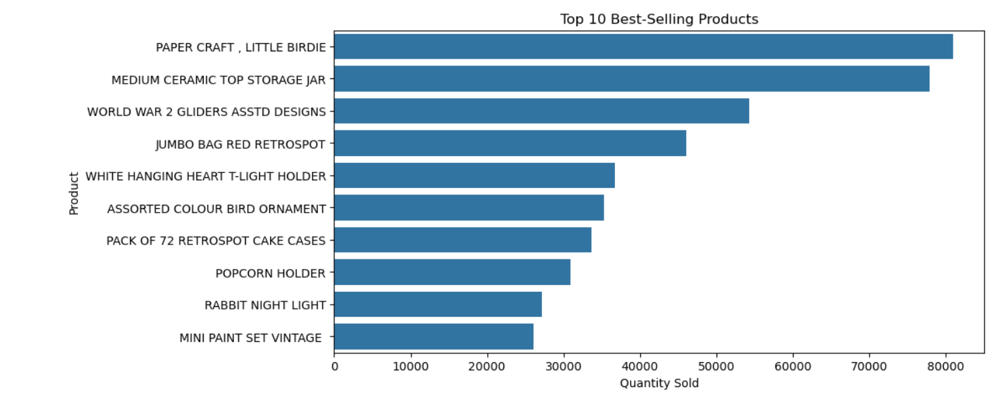 Top 10 Best-Selling Products
PAPER CRAFT , LITTLE BIRDIE
MEDIUM CERAMIC TOP STORAGE JAR
WORLD WAR 2 GLIDERS ASSTD DESIGNS
JUMBO BAG RED RETROSPOT
WHITE HANGING HEART T-LIGHT HOLDER
ASSORTED COLOUR BIRD ORNAMENT
PACK OF 72 RETROSPOT CAKE CASES
POPCORN HOLDER
RABBIT NIGHT LIGHT
MINI PAINT SET VINTAGE
Product
0 10000 20000 30000 40000 50000 60000 70000 80000
Quantity Sold